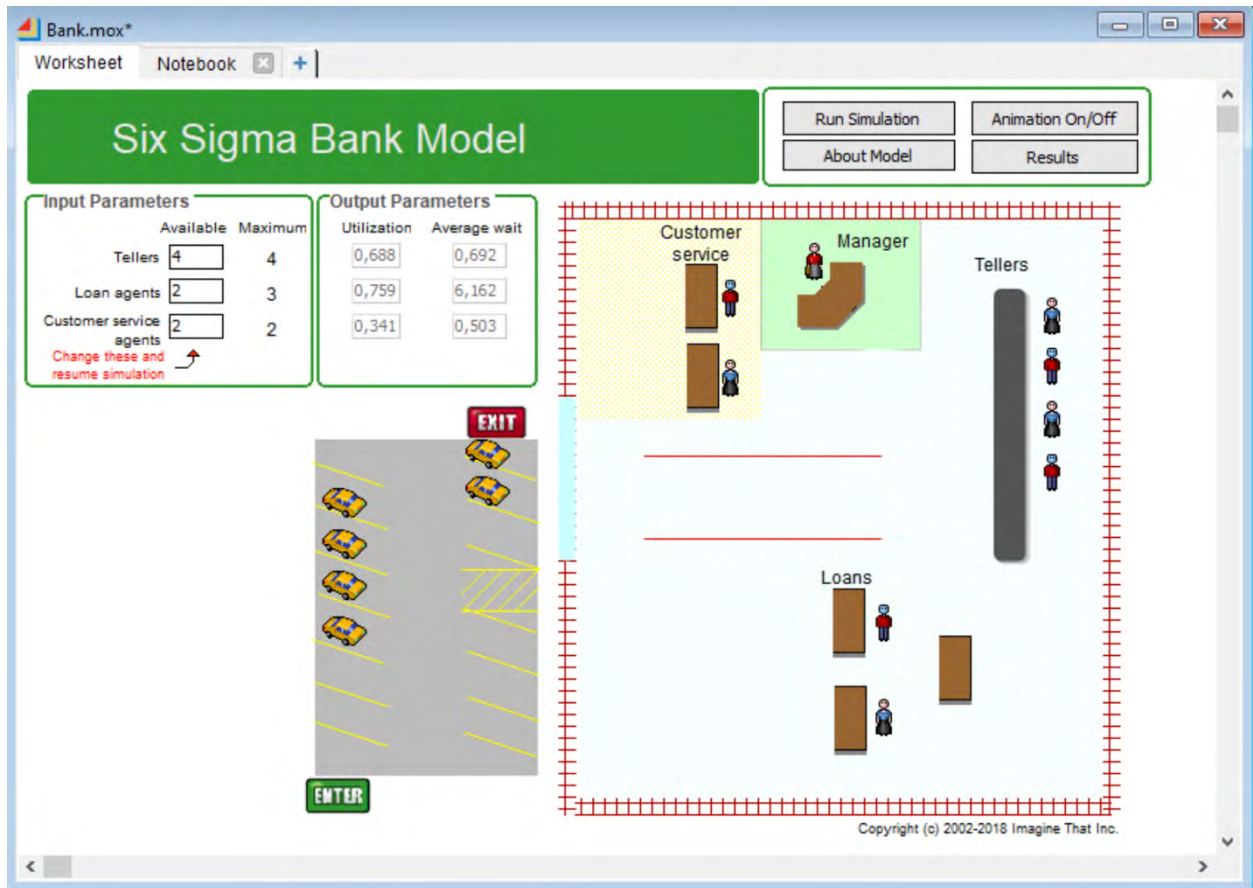 Bank.mox*
Worksheet Notebook +
Six Sigma Bank Model
Run Simulation Animation On/Off
About Model Results
Input Parameters
Available Maximum
Tellers 4 4
Loan agents 2 3
Customer service
agents 2 2
Change these and
resume simulation
Output Parameters
Utilization Average wait
0,688 0,692
0,759 6,162
0,341 0,503
Customer
service
Manager
Tellers
EXIT
Loans
ENTER
Copyright (c) 2002-2018 Imagine That Inc.